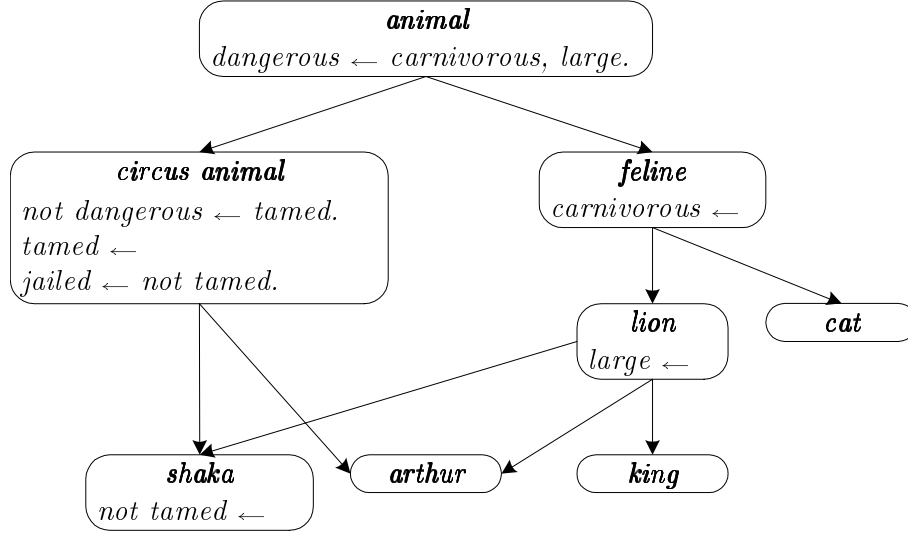 animal
dangerous ← carnivorous, large.
circus animal
not dangerous ← tamed.
tamed ←
jailed ← not tamed.
feline
carnivorous ←
lion
large ←
cat
shaka
not tamed ←
arthur
king